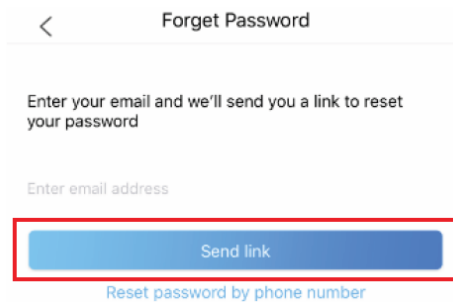 Forget Password
Enter your email and we'll send you a link to reset
your password
Enter email address
Send link
Reset password by phone number